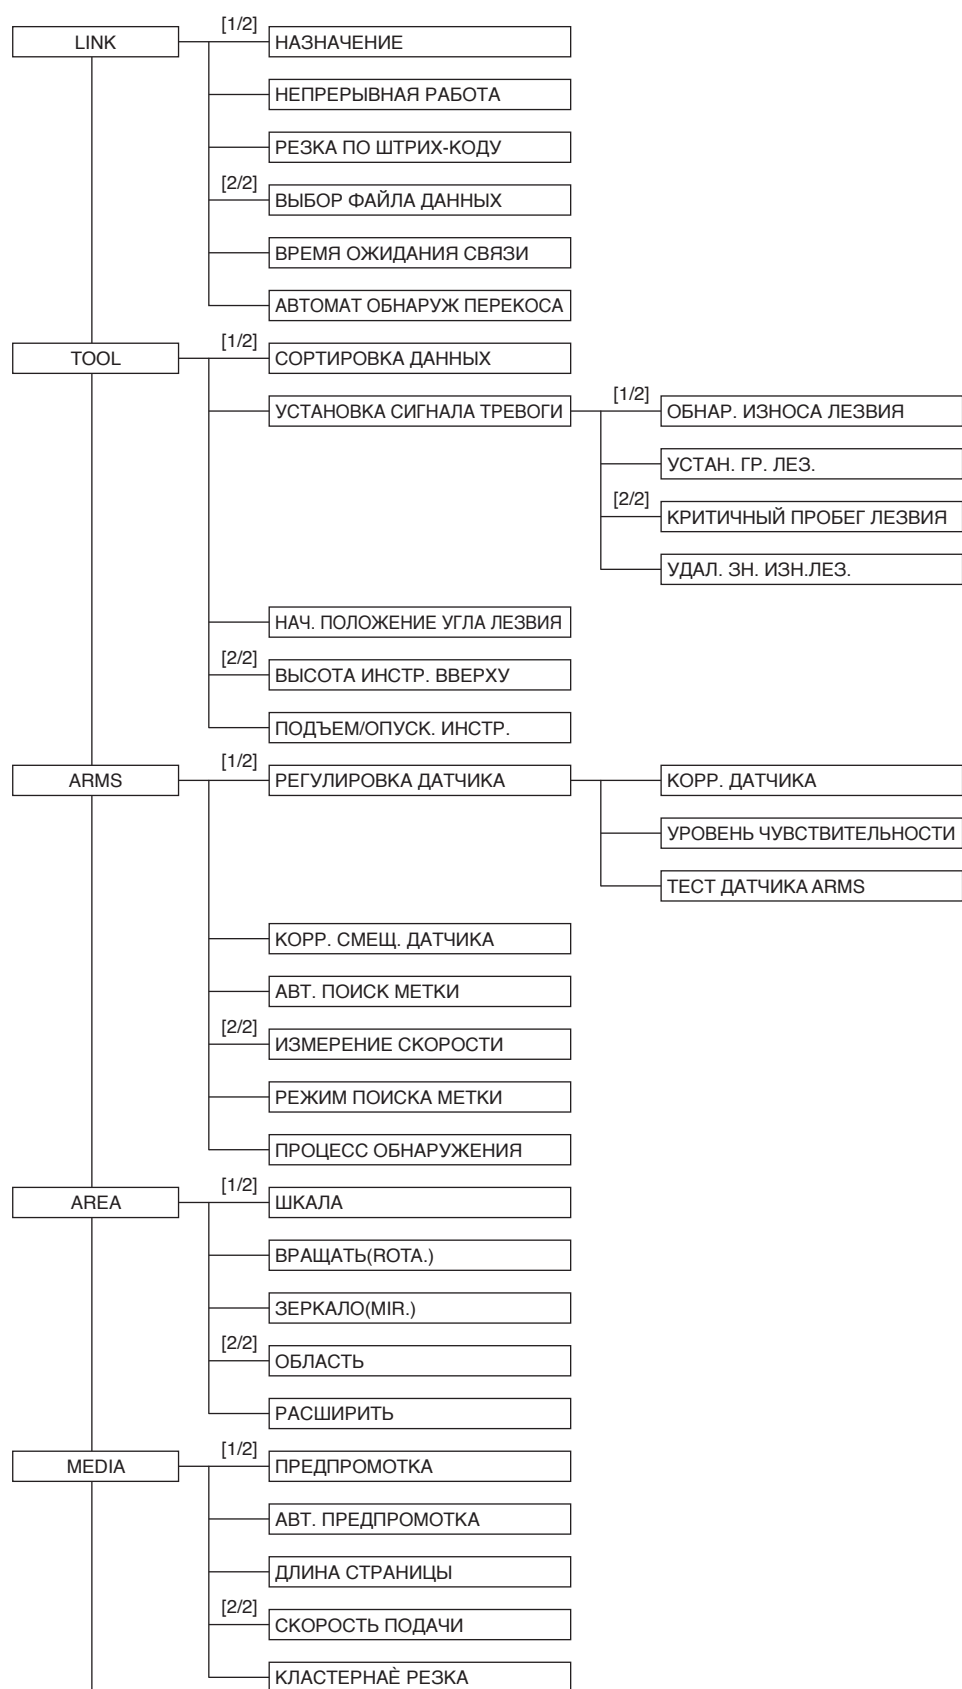 [1/2]
LINK
НАЗНАЧЕНИЕ
НЕПРЕРЫВНАЯ РАБОТА
РЕЗКА ПО ШТРИХ-КОДУ
[2/2]
ВЫБОР ФАЙЛА ДАННЫХ
ВРЕМЯ ОЖИДАНИЯ СВЯЗИ
АВТОМАТ ОБНАРУЖ ПЕРЕКОСА
[1/2]
TOOL
СОРТИРОВКА ДАННЫХ
УСТАНОВКА СИГНАЛА ТРЕВОГИ
[1/2]
ОБНАР. ИЗНОСА ЛЕЗВИЯ
УСТАН. ГР. ЛЕЗ.
[2/2]
КРИТИЧНЫЙ ПРОБЕГ ЛЕЗВИЯ
УДАЛ. ЗН. ИЗН.ЛЕЗ.
НАЧ. ПОЛОЖЕНИЕ УГЛА ЛЕЗВИЯ
[2/2]
ВЫСОТА ИНСТР. ВВЕРХУ
ПОДЪЕМ/ОПУСК. ИНСТР.
[1/2]
ARMS
РЕГУЛИРОВКА ДАТЧИКА
КОРР. ДАТЧИКА
УРОВЕНЬ ЧУВСТВИТЕЛЬНОСТИ
ТЕСТ ДАТЧИКА ARMS
КОРР. СМЕЩ. ДАТЧИКА
АВТ. ПОИСК МЕТКИ
[2/2]
ИЗМЕРЕНИЕ СКОРОСТИ
РЕЖИМ ПОИСКА МЕТКИ
ПРОЦЕСС ОБНАРУЖЕНИЯ
[1/2]
AREA
ШКАЛА
ВРАЩАТЬ(ROTA.)
ЗЕРКАЛО(MIR.)
[2/2]
ОБЛАСТЬ
РАСШИРИТЬ
[1/2]
MEDIA
ПРЕДПРОМОТКА
АВТ. ПРЕДПРОМОТКА
ДЛИНА СТРАНИЦЫ
[2/2]
СКОРОСТЬ ПОДАЧИ
КЛАСТЕРНАÈ РЕЗКА